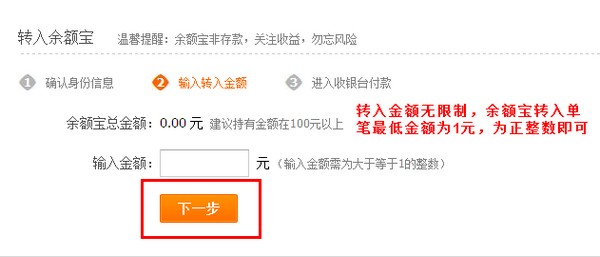 转入余额宝 温馨提醒：余额宝非存款，关注收益，勿忘风险
1 确认身份信息 2 输入转入金额 3 进入收银台付款
余额宝总金额：0.00 元 建议持有金额在100元以上
转入金额无限制，余额宝转入单
笔最低金额为1元，为正整数即可
输入金额： 元（输入金额需为大于等于1的整数）
下一步